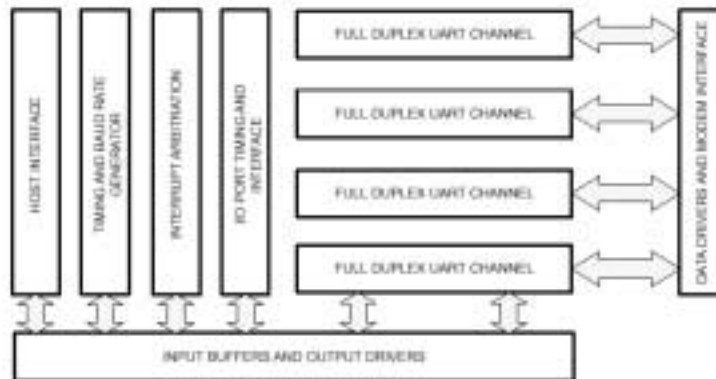 HOST INTERFACE
TIMING AND BAUD RATE
GENERATOR
INTERRUPT ARBITRATION
I/O PORT TIMING AND
INTERFACE
FULL DUPLEX UART CHANNEL
FULL DUPLEX UART CHANNEL
FULL DUPLEX UART CHANNEL
FULL DUPLEX UART CHANNEL
DATA DRIVERS AND MODEM INTERFACE
INPUT BUFFERS AND OUTPUT DRIVERS